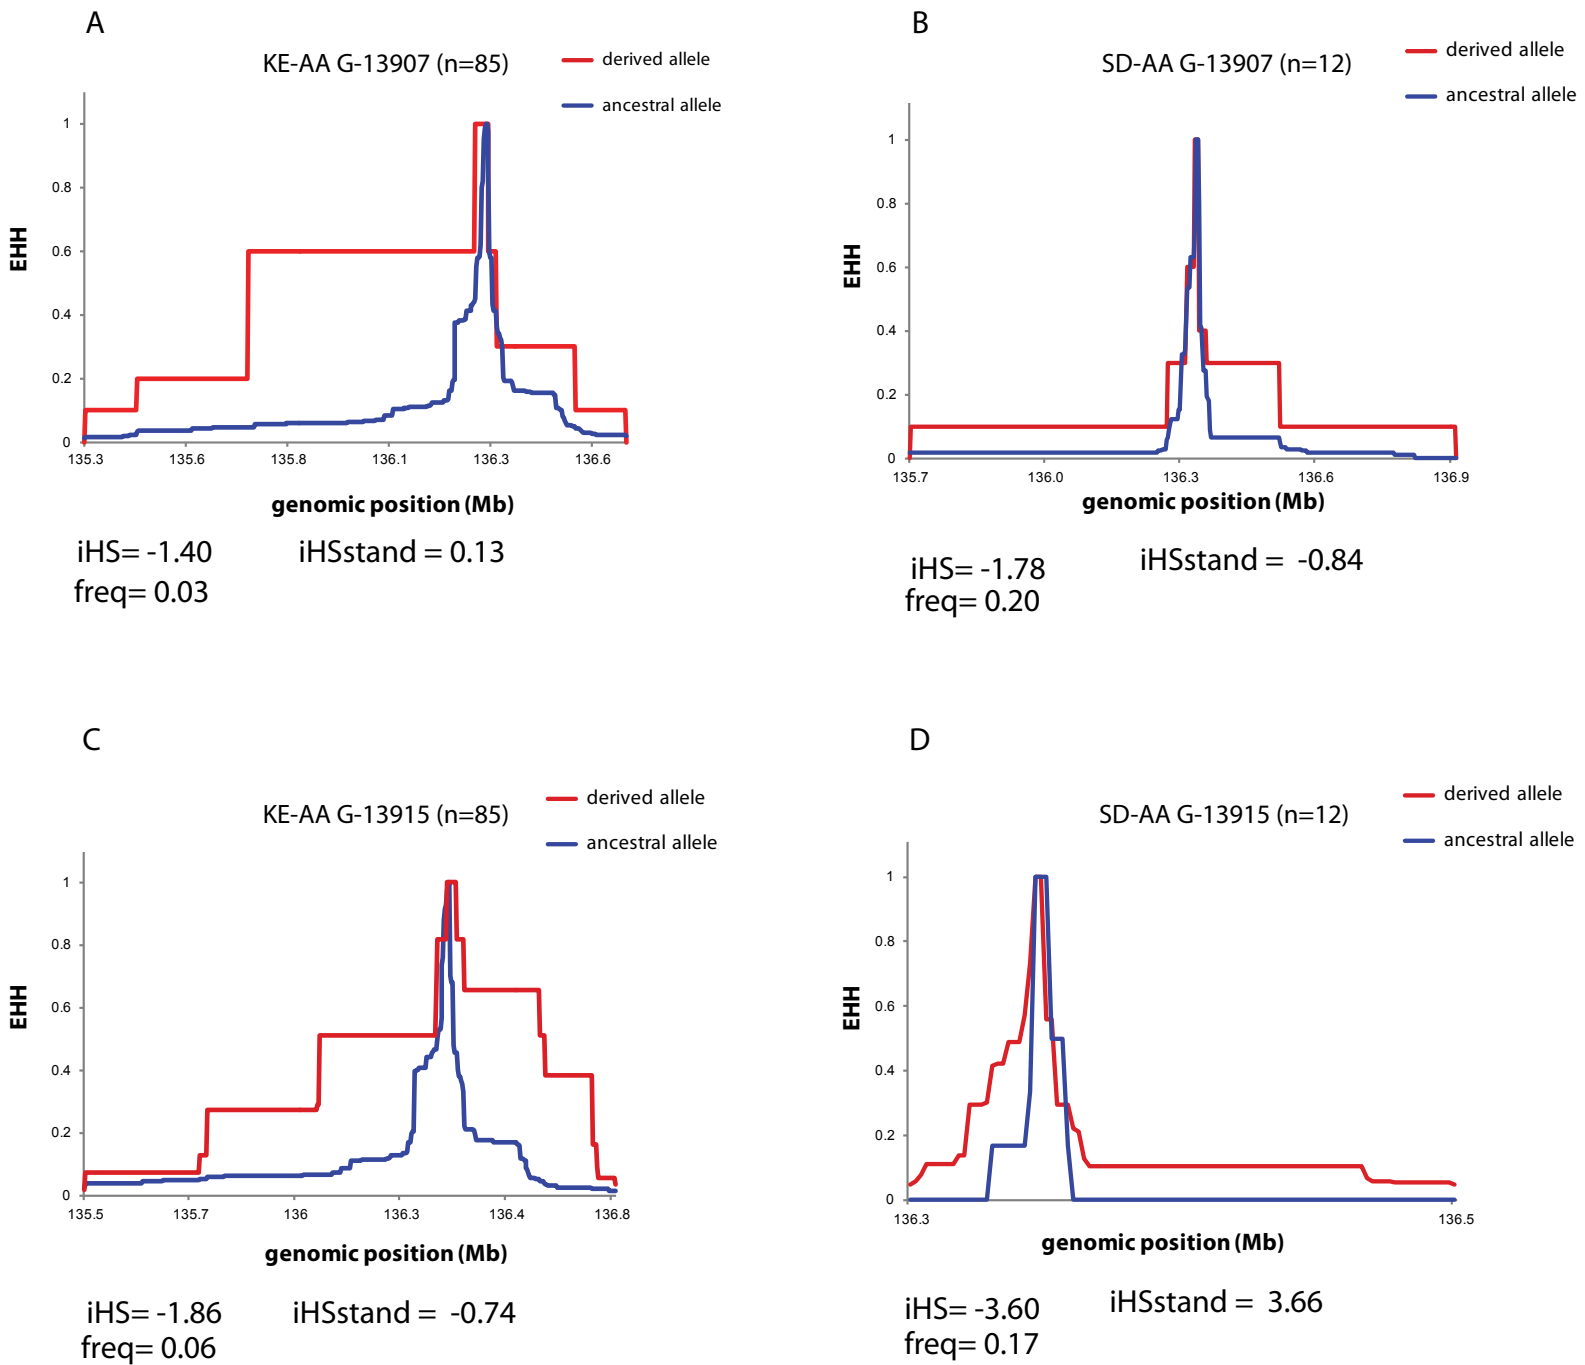 A
KE-AA G-13907 (n=85)
derived allele
ancestral allele
EHH
1
0.8
0.6
0.4
0.2
0
135.3 135.6 135.8 136.1 136.3 136.6
genomic position (Mb)
iHS= -1.40 iHSstand = 0.13
freq= 0.03
B
SD-AA G-13907 (n=12)
derived allele
ancestral allele
EHH
1
0.8
0.6
0.4
0.2
0
135.7 136.0 136.3 136.6 136.9
genomic position (Mb)
iHS= -1.78 iHSstand = -0.84
freq= 0.20
C
KE-AA G-13915 (n=85)
derived allele
ancestral allele
EHH
1
0.8
0.6
0.4
0.2
0
135.5 135.7 136 136.3 136.4 136.8
genomic position (Mb)
iHS= -1.86 iHSstand = -0.74
freq= 0.06
D
SD-AA G-13915 (n=12)
derived allele
ancestral allele
EHH
1
0.8
0.6
0.4
0.2
0
136.3 136.5
genomic position (Mb)
iHS= -3.60 iHSstand = 3.66
freq= 0.17